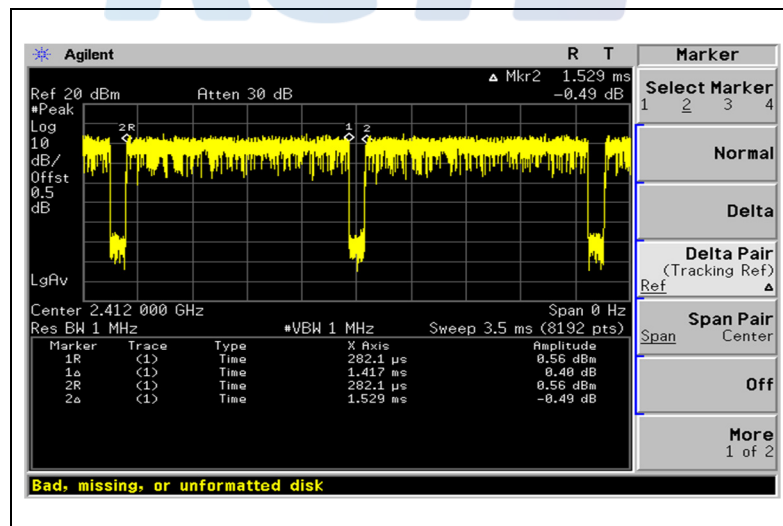 Agilent R T
Marker
Δ Mkr2 1.529 ms
Ref 20 dBm Atten 30 dB -0.49 dB
#Peak
Log
10
dB/
Offst
0.5
dB
LgAv
2R 1 2
Center 2.412 000 GHz Span 0 Hz
Res BW 1 MHz #VBW 1 MHz Sweep 3.5 ms (8192 pts)
Marker Trace Type X Axis Amplitude
1R (1) Time 282.1 µs 0.56 dBm
1Δ (1) Time 1.417 ms 0.40 dB
2R (1) Time 282.1 µs 0.56 dBm
2Δ (1) Time 1.529 ms -0.49 dB
Bad, missing, or unformatted disk
Select Marker
1 2 3 4
Normal
Delta
Delta Pair
(Tracking Ref)
Ref Δ
Span Pair
Span Center
Off
More
1 of 2